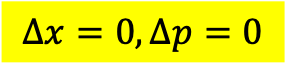 Δ𝑥 = 0, Δ𝑝 = 0